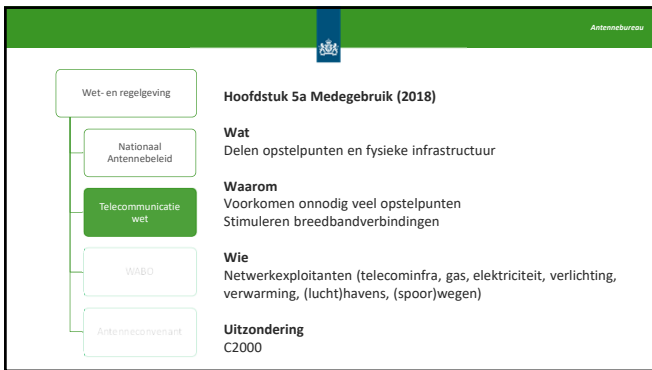 Antennebureau
Wet- en regelgeving
Nationaal
Antennebeleid
Telecommunicatie
wet
WABO
Antenneconvenant
Hoofdstuk 5a Medegebruik (2018)
Wat
Delen opstelpunten en fysieke infrastructuur
Waarom
Voorkomen onnodig veel opstelpunten
Stimuleren breedbandverbindingen
Wie
Netwerkexploitanten (telecominfra, gas, elektriciteit, verlichting,
verwarming, (lucht)havens, (spoor)wegen)
Uitzondering
C2000